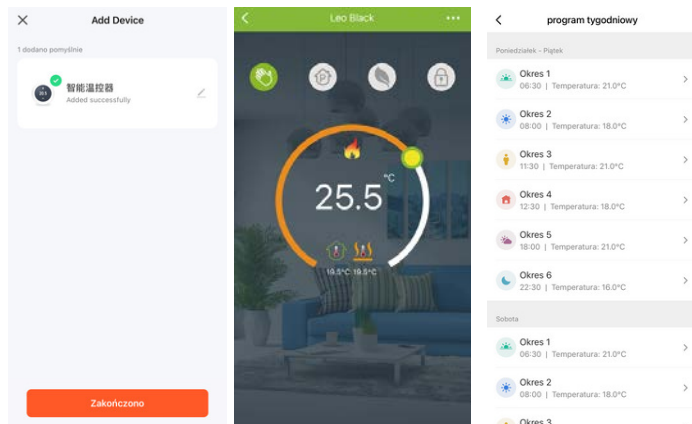 Add Device
1 dodano pomyślnie
智能温控器
Added successfully
Zakończono
Leo Black
25.5 °C
19.5°C 19.5°C
program tygodniowy
Poniedziałek - Piątek
Okres 1
06:30 | Temperatura: 21.0°C
Okres 2
08:00 | Temperatura: 18.0°C
Okres 3
11:30 | Temperatura: 21.0°C
Okres 4
12:30 | Temperatura: 18.0°C
Okres 5
18:00 | Temperatura: 21.0°C
Okres 6
22:30 | Temperatura: 16.0°C
Sobota
Okres 1
06:30 | Temperatura: 21.0°C
Okres 2
08:00 | Temperatura: 18.0°C
Okres 3